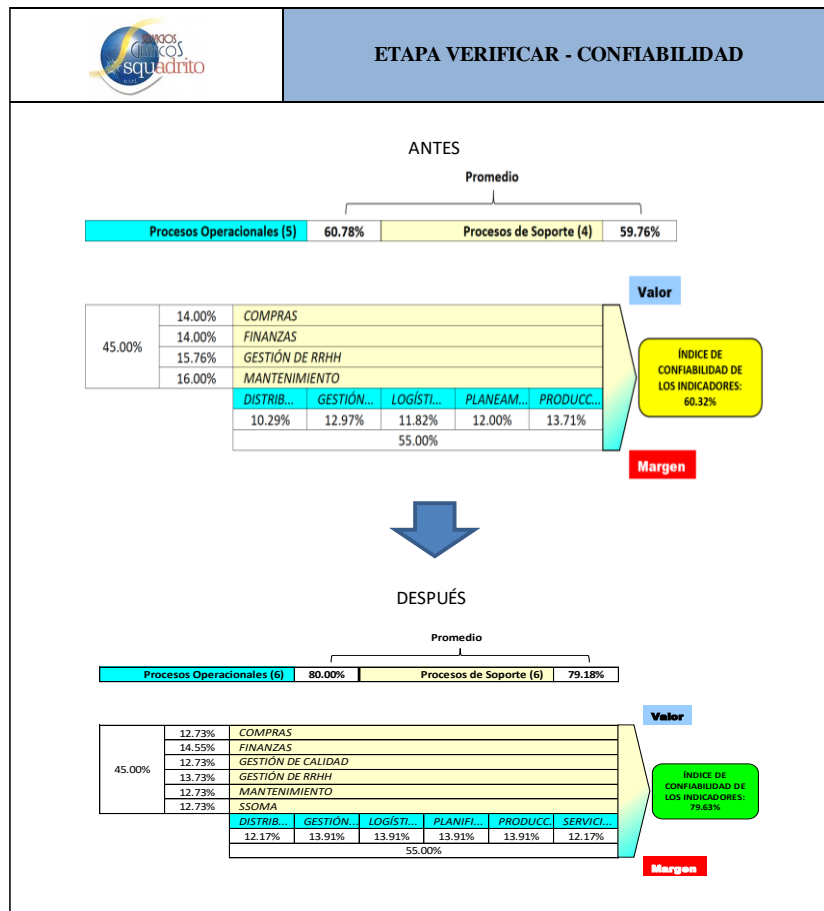 SERVICIOS
GRÁFICOS
squadrito
e.i.r.l
ETAPA VERIFICAR - CONFIABILIDAD
ANTES
Promedio
Procesos Operacionales (5) 60.78% Procesos de Soporte (4) 59.76%
Valor
45.00%
14.00% COMPRAS
14.00% FINANZAS
15.76% GESTIÓN DE RRHH
16.00% MANTENIMIENTO
DISTRIB... GESTIÓN... LOGÍSTI... PLANEAM... PRODUCC...
10.29% 12.97% 11.82% 12.00% 13.71%
55.00%
ÍNDICE DE
CONFIABILIDAD DE
LOS INDICADORES:
60.32%
Margen
DESPUÉS
Promedio
Procesos Operacionales (6) 80.00% Procesos de Soporte (6) 79.18%
Valor
45.00%
12.73% COMPRAS
14.55% FINANZAS
12.73% GESTIÓN DE CALIDAD
13.73% GESTIÓN DE RRHH
12.73% MANTENIMIENTO
12.73% SSOMA
DISTRIB... GESTIÓN... LOGÍSTI... PLANIFI... PRODUCC. SERVICI...
12.17% 13.91% 13.91% 13.91% 13.91% 12.17%
55.00%
ÍNDICE DE
CONFIABILIDAD DE
LOS INDICADORES:
79.63%
Margen